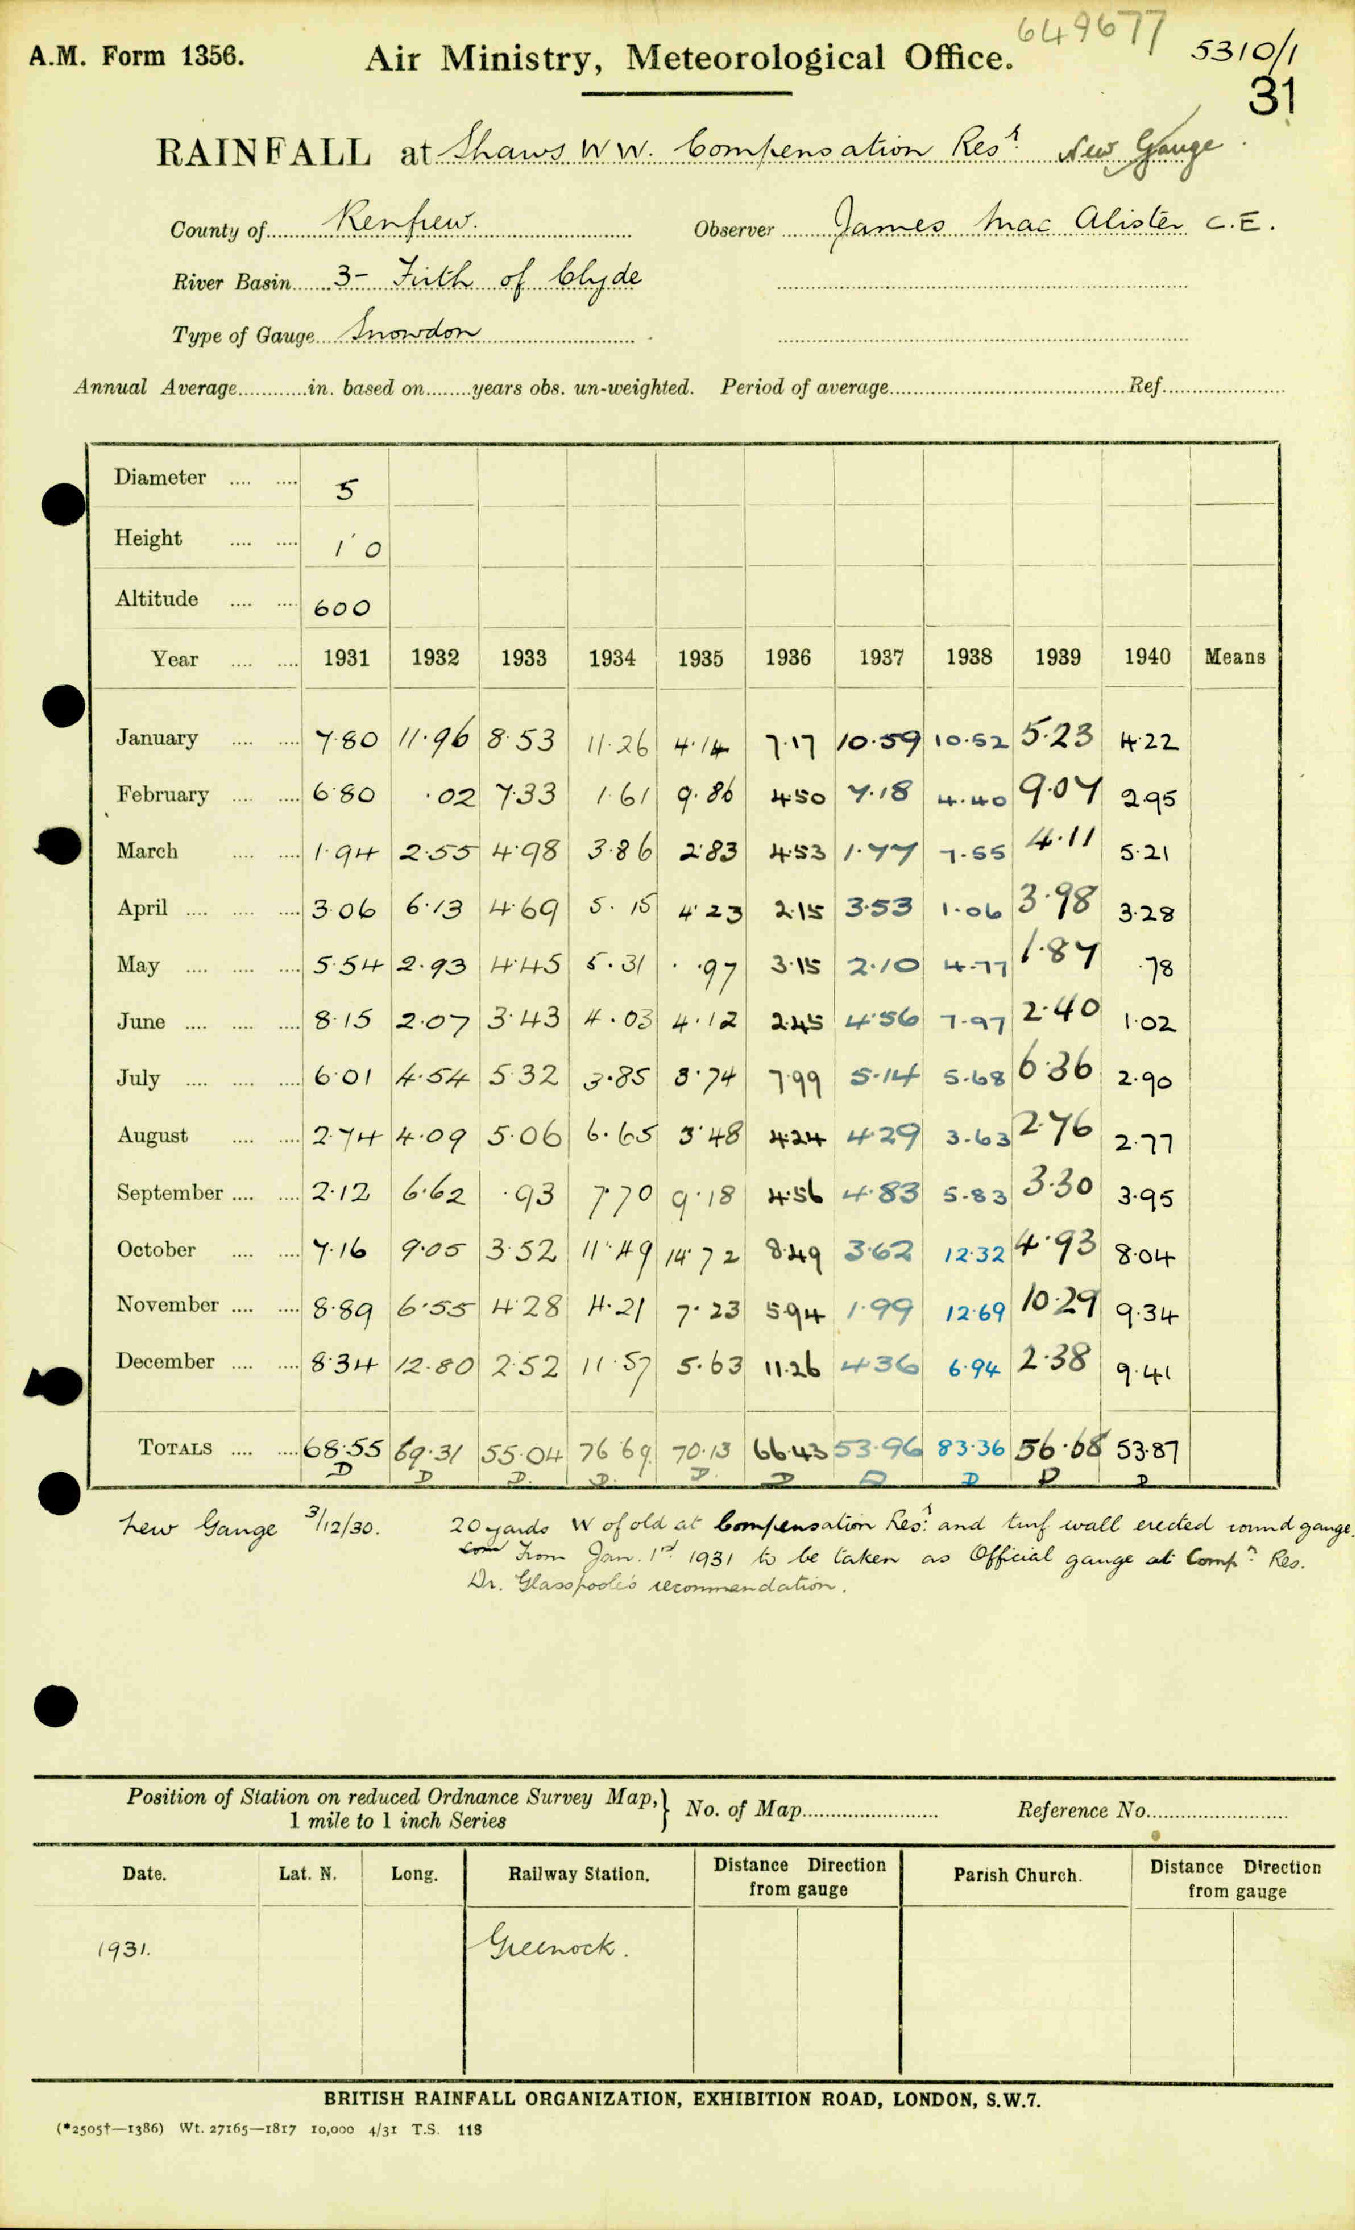 649677
A.M. Form 1356. Air Ministry, Meteorological Office. 5310/1
31
RAINFALL at Shaws W W. Compensation Resr. New Gauge
County of Renfrew. Observer James Mac Alister C.E.
River Basin 3- Firth of Clyde
Type of Gauge Snowdon
Annual Average............in. based on........years obs. un-weighted. Period of average........................Ref.....................
Diameter .... .... 5
Height .... .... 1' 0
Altitude .... .... 600
Year .... .... 1931 1932 1933 1934 1935 1936 1937 1938 1939 1940 Means
January .... .... 7·80 11·96 8·53 11·26 4·14 7·17 10·59 10·52 5·23 4·22
February .... .... 6·80 ·02 7·33 1·61 9·86 4·50 7·18 4·40 9·07 2·95
March .... .... 1·94 2·55 4·98 3·86 2·83 4·53 1·77 7·55 4·11 5·21
April .... .... .... 3·06 6·13 4·69 5·15 4·23 2·15 3·53 1·06 3·98 3·28
May .... .... .... 5·54 2·93 4·45 5·31 ·97 3·15 2·10 4·77 1·87 ·78
June .... .... .... 8·15 2·07 3·43 4·03 4·12 2·45 4·56 7·97 2·40 1·02
July .... .... .... 6·01 4·54 5·32 3·85 3·74 7·99 5·14 5·68 6·36 2·90
August .... .... 2·74 4·09 5·06 6·65 3·48 4·24 4·29 3·63 2·76 2·77
September .... .... 2·12 6·62 ·93 7·70 9·18 4·56 4·83 5·83 3·30 3·95
October .... .... 7·16 9·05 3·52 11·49 14·72 8·49 3·62 12·32 4·93 8·04
November .... .... 8·89 6·55 4·28 4·21 7·23 5·94 1·99 12·69 10·29 9·34
December .... .... 8·34 12·80 2·52 11·57 5·63 11·26 4·36 6·94 2·38 9·41
TOTALS .... .... 68·55 69·31 55·04 76·69 70·13 66·43 53·96 83·36 56·68 53·87
D D D. D. D. D D D D D
New Gauge 3/12/30. 20 yards W of old at Compensation Resr. and turf wall erected round gauge.
Com From Jan. 1st 1931 to be taken as Official gauge at Compn. Res.
Dr. Glasspoole's recommendation.
Position of Station on reduced Ordnance Survey Map, } No. of Map........................ Reference No.........................
1 mile to 1 inch Series
Date. Lat. N. Long. Railway Station. Distance Direction from gauge Parish Church. Distance Direction from gauge
1931. Greenock.
BRITISH RAINFALL ORGANIZATION, EXHIBITION ROAD, LONDON, S.W.7.
(*2505†—1386) Wt. 27165—1817 10,000 4/31 T.S. 118